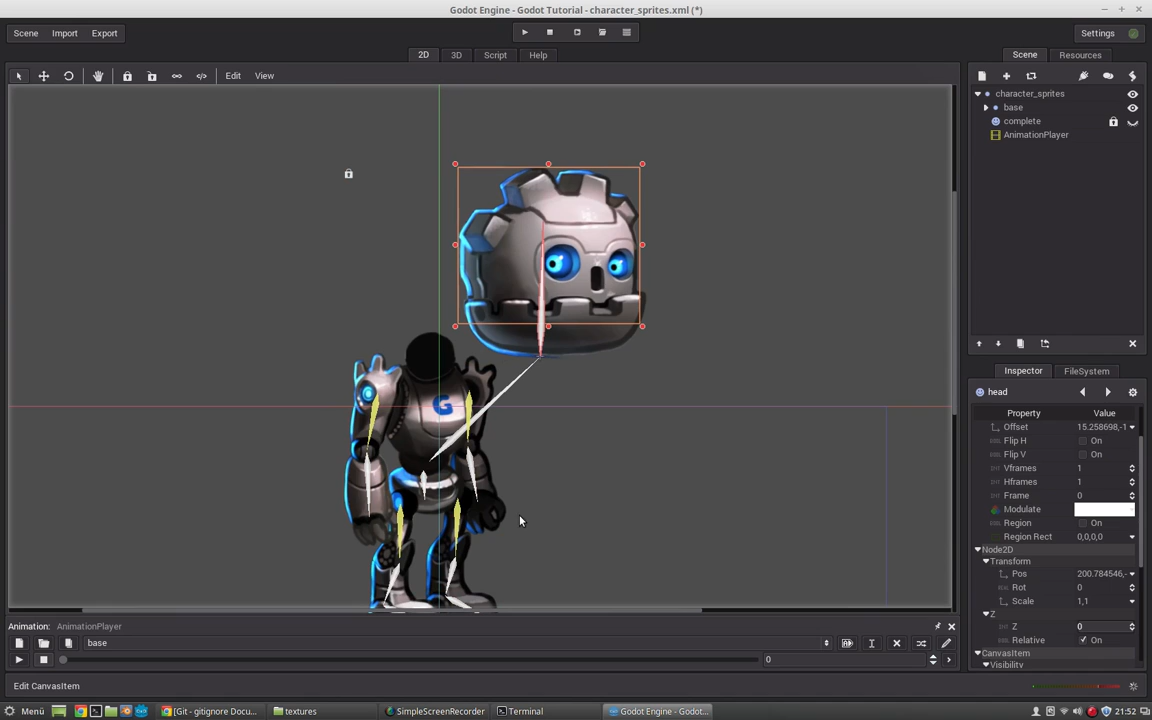 Godot Engine - Godot Tutorial - character_sprites.xml (*)
Scene Import Export Settings
2D 3D Script Help Scene Resources
Edit View
character_sprites
base
complete
AnimationPlayer
G
Inspector FileSystem
head
Property Value
Offset 15.258698,-1
Flip H On
Flip V On
Vframes 1
Hframes 1
Frame 0
Modulate
Region On
Region Rect 0,0,0,0
Node2D
Transform
Pos 200.784546,-
Rot 0
Scale 1,1
Z
Z 0
Relative On
CanvasItem
Visibility
Animation: AnimationPlayer
base
0
Edit CanvasItem
Menü [Git - gitignore Docu... textures SimpleScreenRecorder Terminal Godot Engine - Godot... 21:52